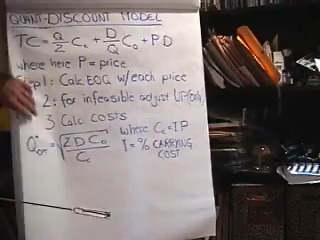 QUANT-DISCOUNT MODEL
TC = Q/2 Cc + D/Q Co + PD
where here P = price
Step 1: Calc EOQ w/each price
2: for infeasible adjust UP (only)
3 Calc COSTS
Q* = √(2DCo/Cc) where Cc = IP
I = % CARRYING
COST